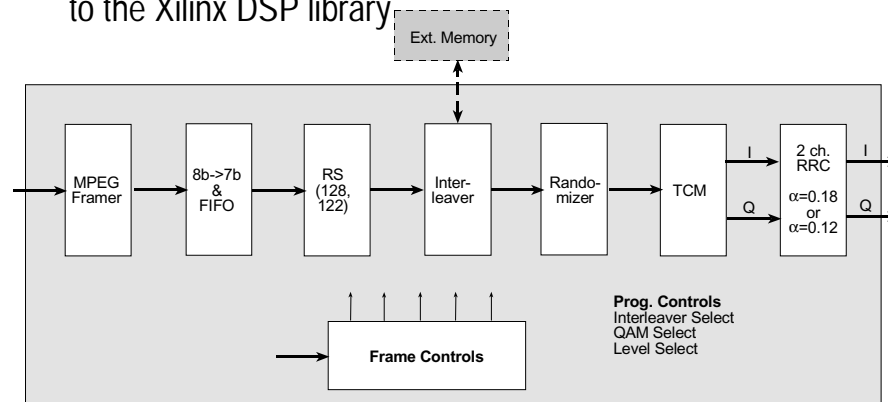 to the Xilinx DSP library
Ext. Memory
MPEG
Framer
8b->7b
&
FIFO
RS
(128,
122)
Inter-
leaver
Rando-
mizer
TCM
I
Q
2 ch.
RRC
α=0.18
or
α=0.12
I
Q
Frame Controls
Prog. Controls
Interleaver Select
QAM Select
Level Select